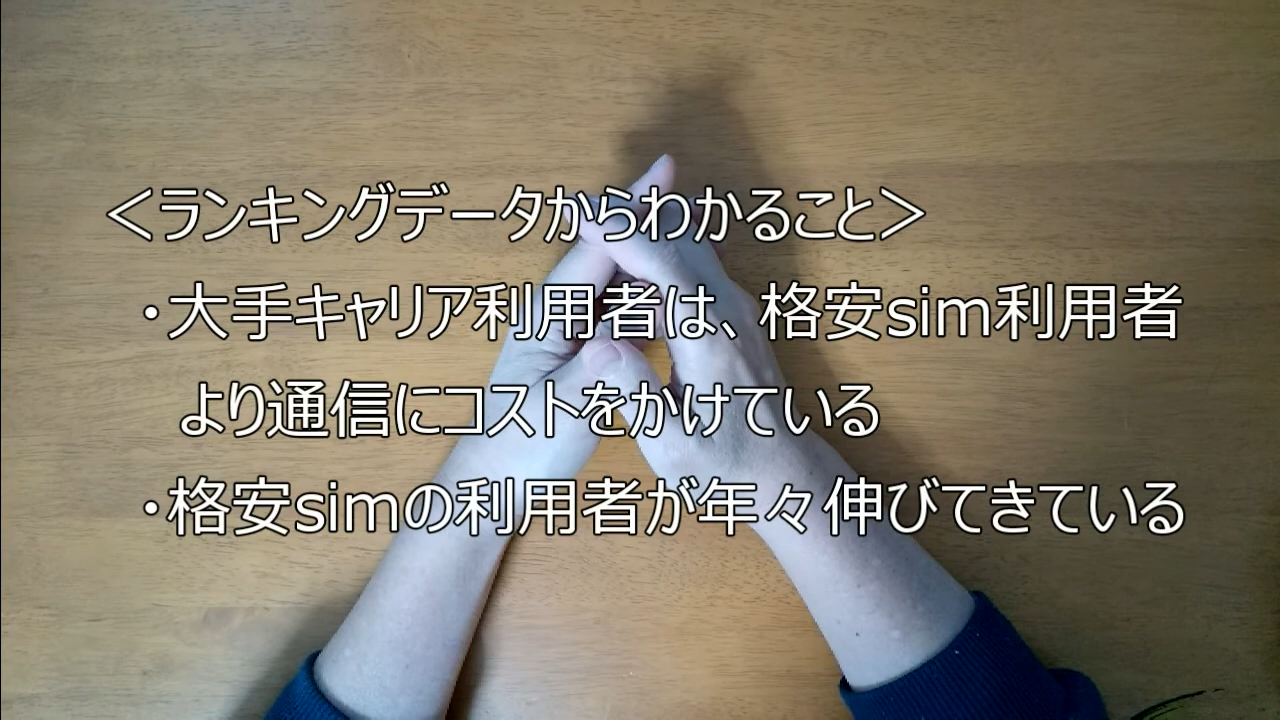 ＜ランキングデータからわかること＞
・大手キャリア利用者は、格安sim利用者
より通信にコストをかけている
・格安simの利用者が年々伸びてきている